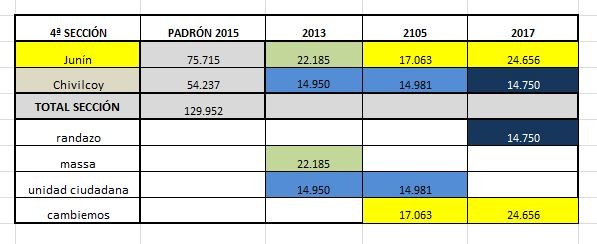 4ª SECCIÓN PADRÓN 2015 2013 2105 2017
Junín 75.715 22.185 17.063 24.656
Chivilcoy 54.237 14.950 14.981 14.750
TOTAL SECCIÓN 129.952
randazo 14.750
massa 22.185
unidad ciudadana 14.950 14.981
cambiemos 17.063 24.656